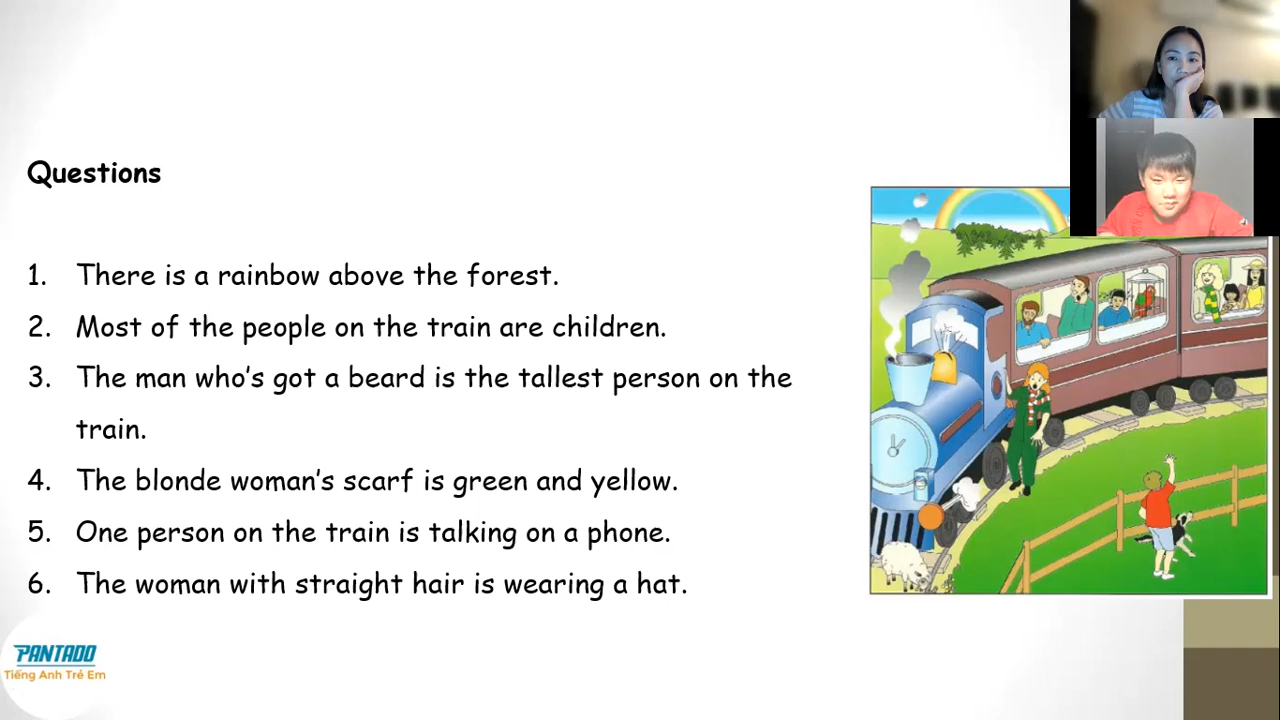 Questions
1. There is a rainbow above the forest.
2. Most of the people on the train are children.
3. The man who's got a beard is the tallest person on the
train.
4. The blonde woman's scarf is green and yellow.
5. One person on the train is talking on a phone.
6. The woman with straight hair is wearing a hat.
PANTADO
Tiếng Anh Trẻ Em